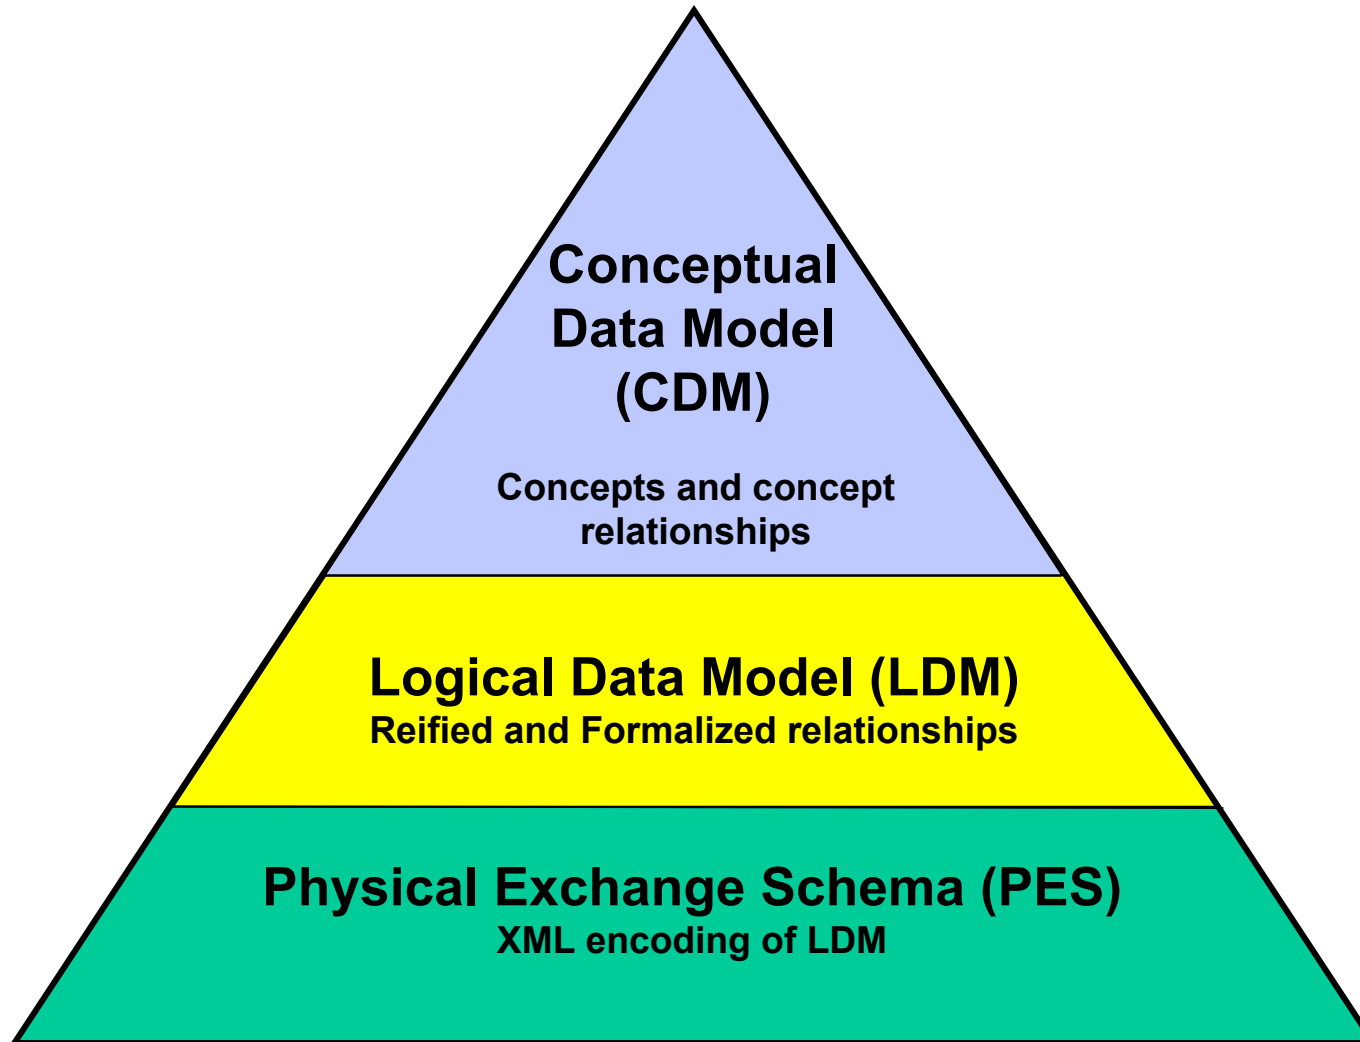 Conceptual
Data Model
(CDM)
Concepts and concept
relationships
Logical Data Model (LDM)
Reified and Formalized relationships
Physical Exchange Schema (PES)
XML encoding of LDM